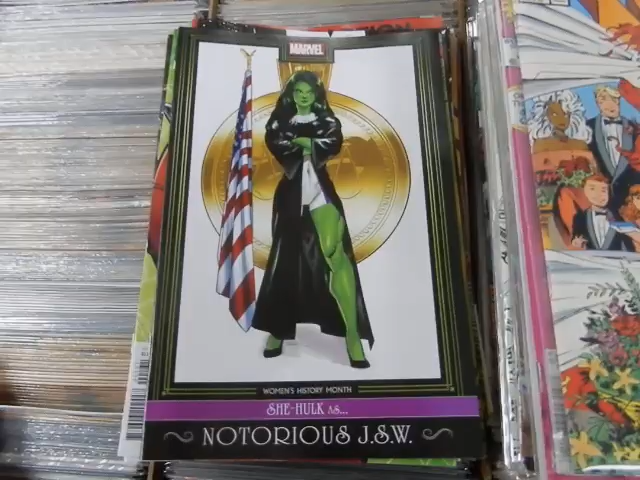 MARVEL
WOMEN'S HISTORY MONTH
SHE-HULK AS...
NOTORIOUS J.S.W.